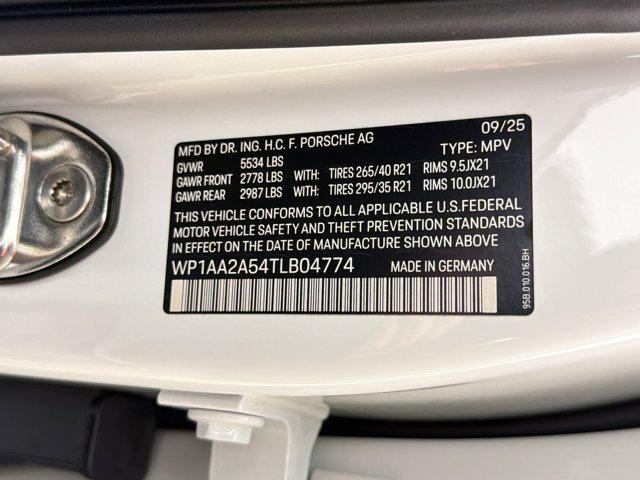 09/25
MFD BY DR. ING. H.C. F. PORSCHE AG TYPE: MPV
GVWR 5534 LBS
GAWR FRONT 2778 LBS WITH: TIRES 265/40 R21 RIMS 9.5JX21
GAWR REAR 2987 LBS WITH: TIRES 295/35 R21 RIMS 10.0JX21
THIS VEHICLE CONFORMS TO ALL APPLICABLE U.S.FEDERAL
MOTOR VEHICLE SAFETY AND THEFT PREVENTION STANDARDS
IN EFFECT ON THE DATE OF MANUFACTURE SHOWN ABOVE
WP1AA2A54TLB04774 MADE IN GERMANY
95B.010.016.BH